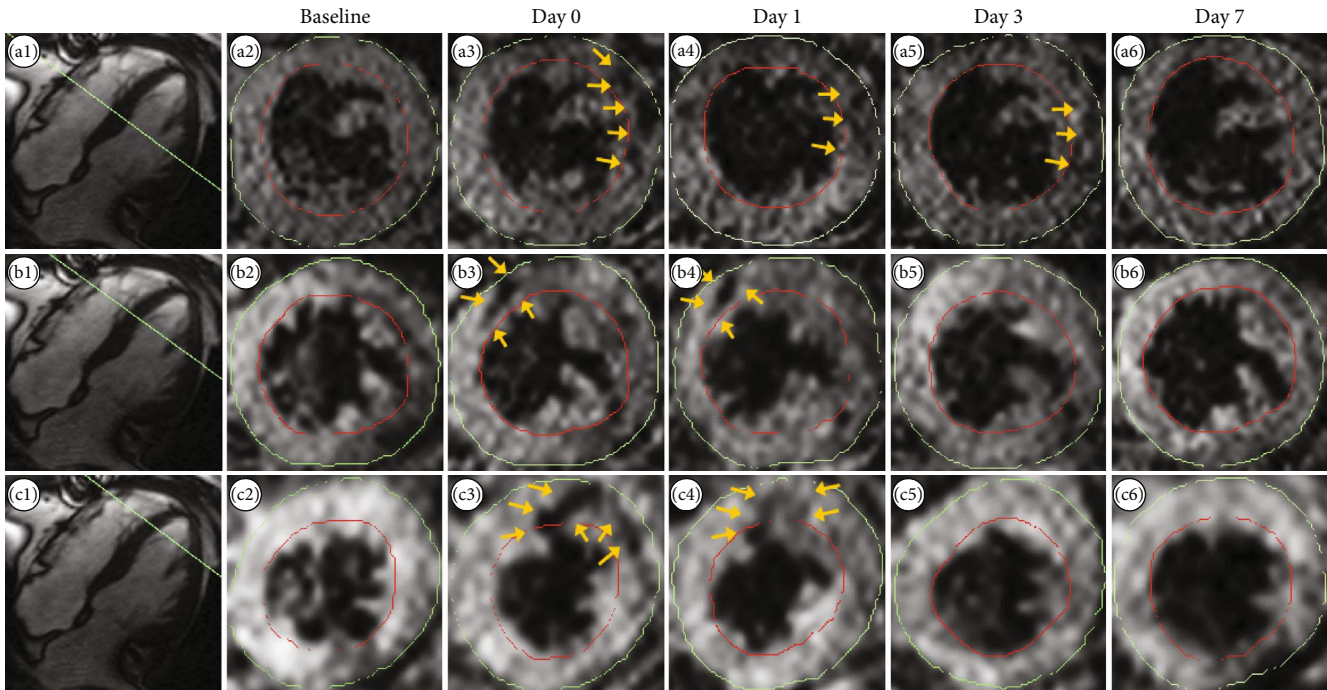 Baseline Day 0 Day 1 Day 3 Day 7
(a1) (a2) (a3) (a4) (a5) (a6)
(b1) (b2) (b3) (b4) (b5) (b6)
(c1) (c2) (c3) (c4) (c5) (c6)